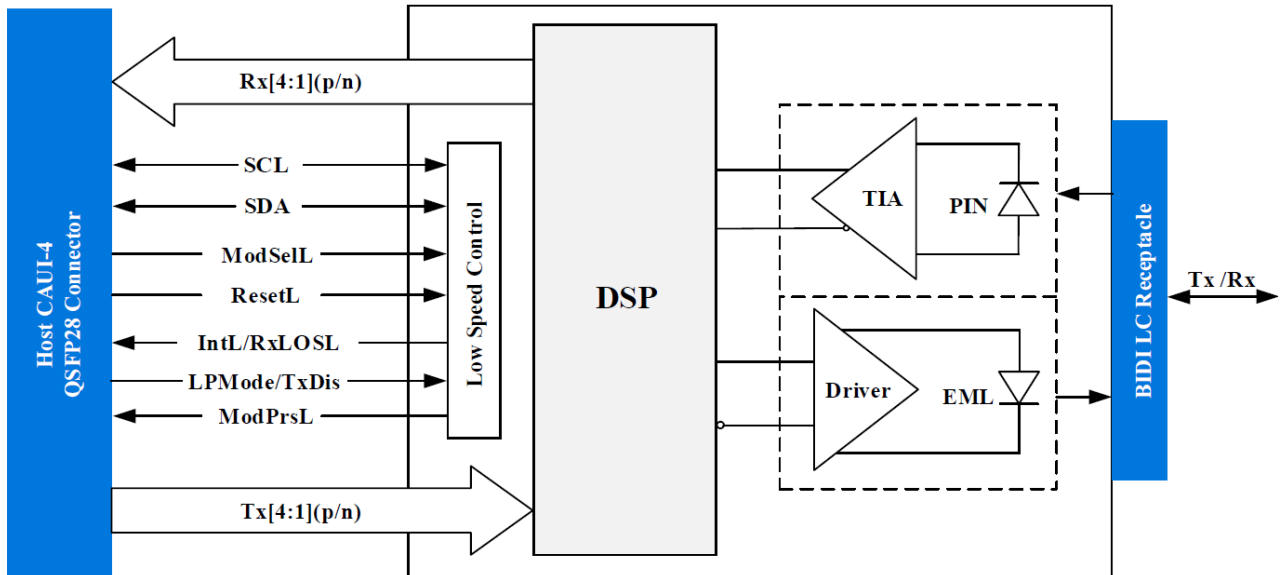 Host CAUI-4
QSFP28 Connector
Rx[4:1](p/n)
SCL
SDA
ModSelL
ResetL
IntL/RxLOSL
LPMode/TxDis
ModPrsL
Tx[4:1](p/n)
Low Speed Control
DSP
TIA
PIN
Driver
EML
BIDI LC Receptacle
Tx /Rx